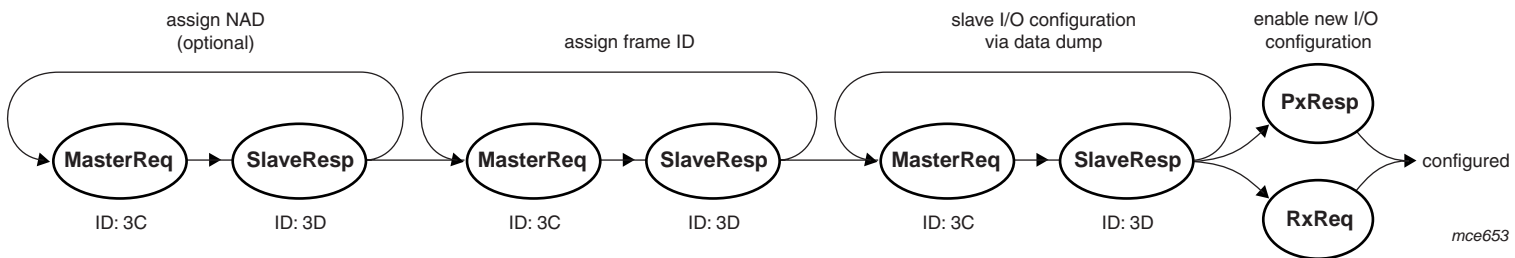 assign NAD
(optional)
assign frame ID
slave I/O configuration
via data dump
enable new I/O
configuration
MasterReq
SlaveResp
MasterReq
SlaveResp
MasterReq
SlaveResp
PxResp
RxReq
configured
ID: 3C
ID: 3D
ID: 3C
ID: 3D
ID: 3C
ID: 3D
mce653